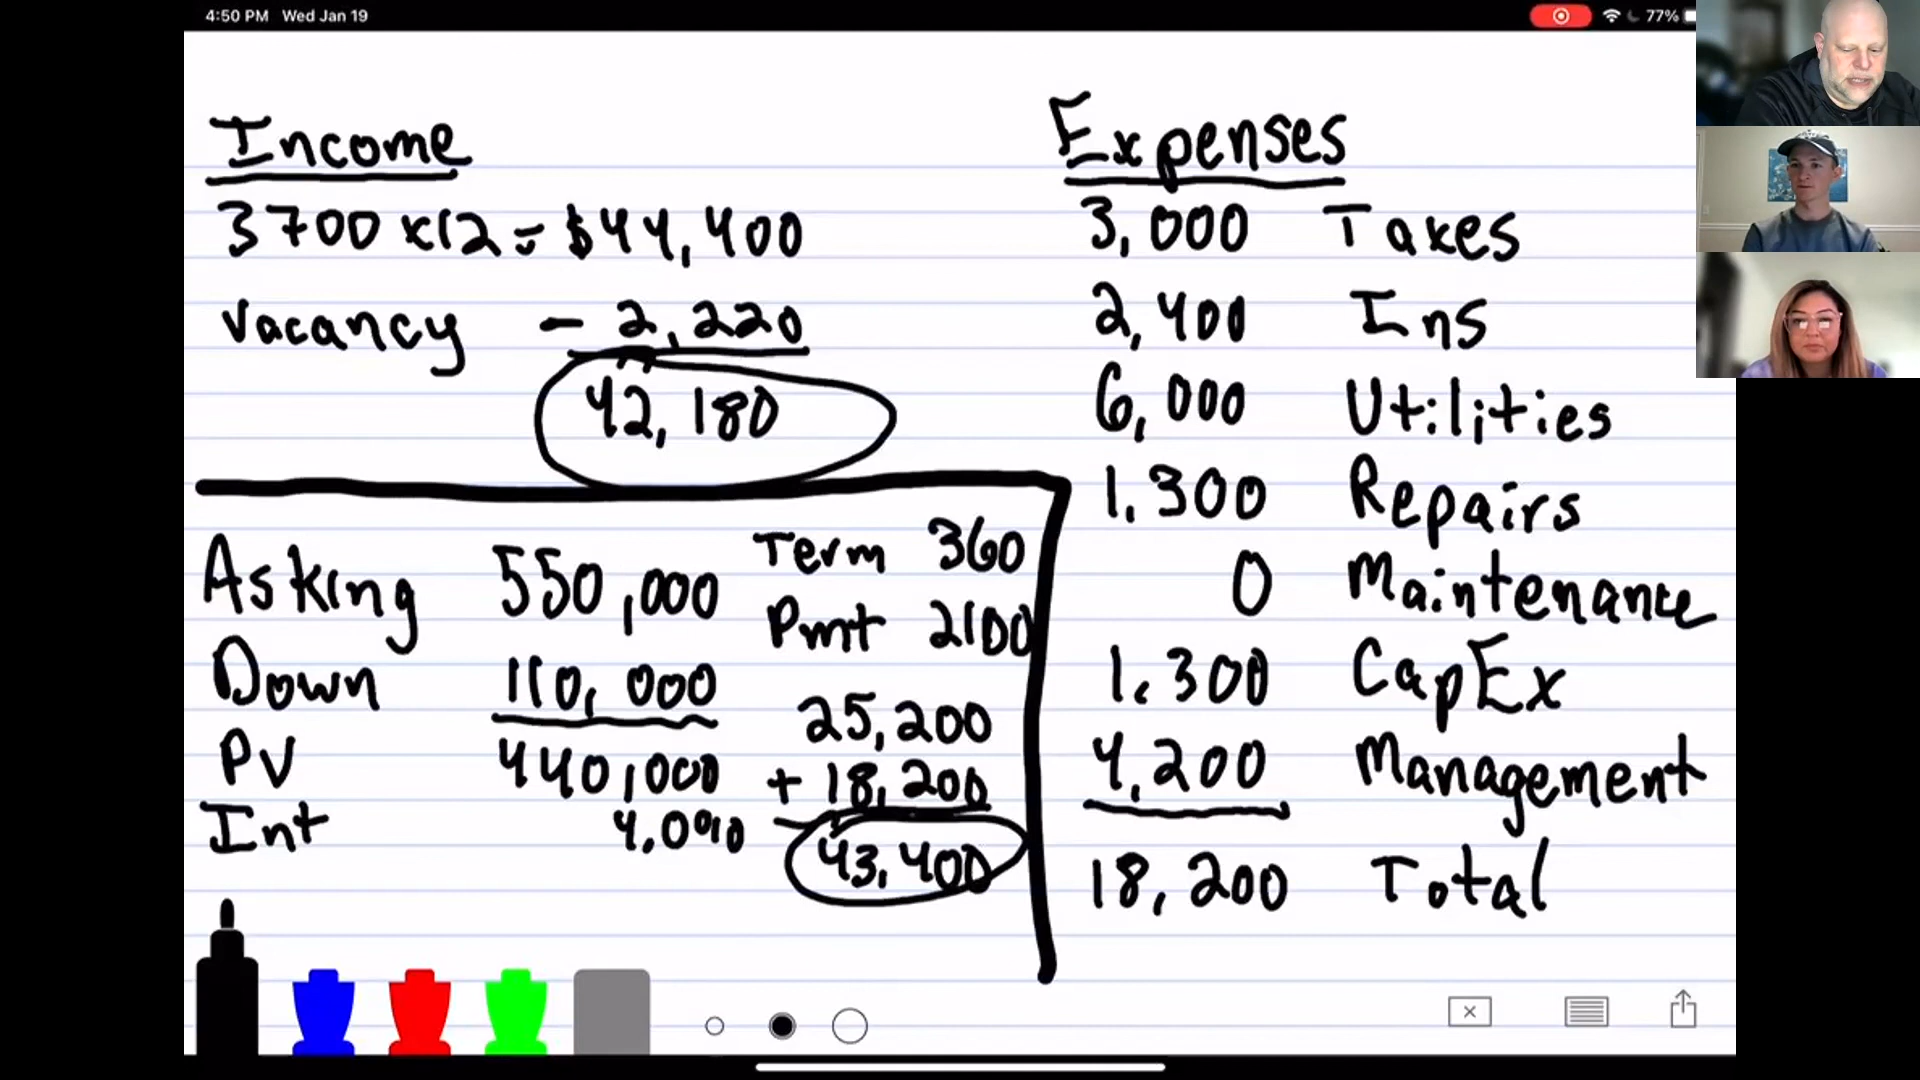 4:50 PM Wed Jan 19
77%
Income
3700 x12 = $44,400
Vacancy - 2,220
42,180
Asking 550,000
Down 110,000
PV 440,000
Int 4.0%
Term 360
Pmt 2100
25,200
+ 18,200
43,400
Expenses
3,000 Taxes
2,400 Ins
6,000 Utilities
1,300 Repairs
0 Maintenance
1,300 CapEx
4,200 Management
18,200 Total